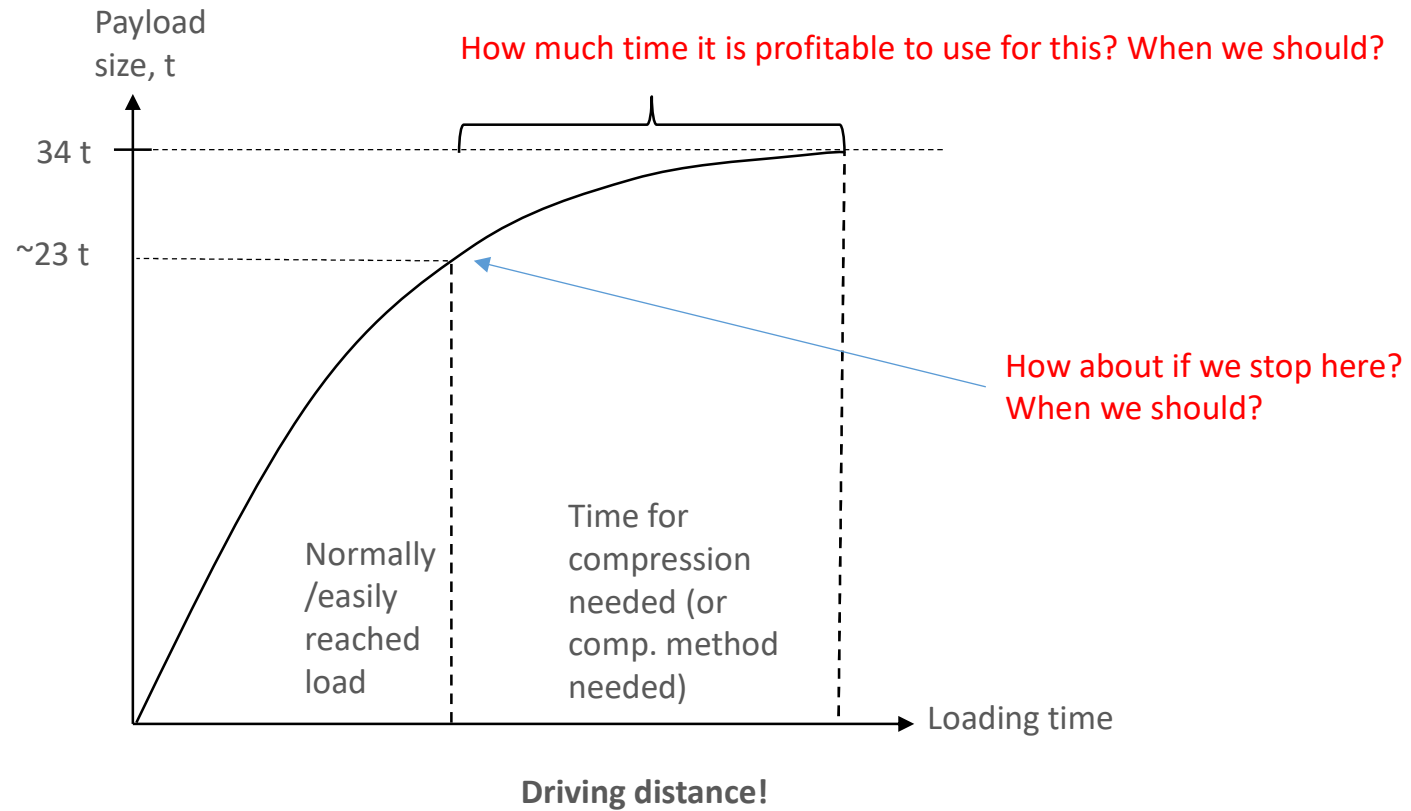 Payload
size, t
How much time it is profitable to use for this? When we should?
34 t
~23 t
How about if we stop here?
When we should?
Normally
/easily
reached
load
Time for
compression
needed (or
comp. method
needed)
Loading time
Driving distance!